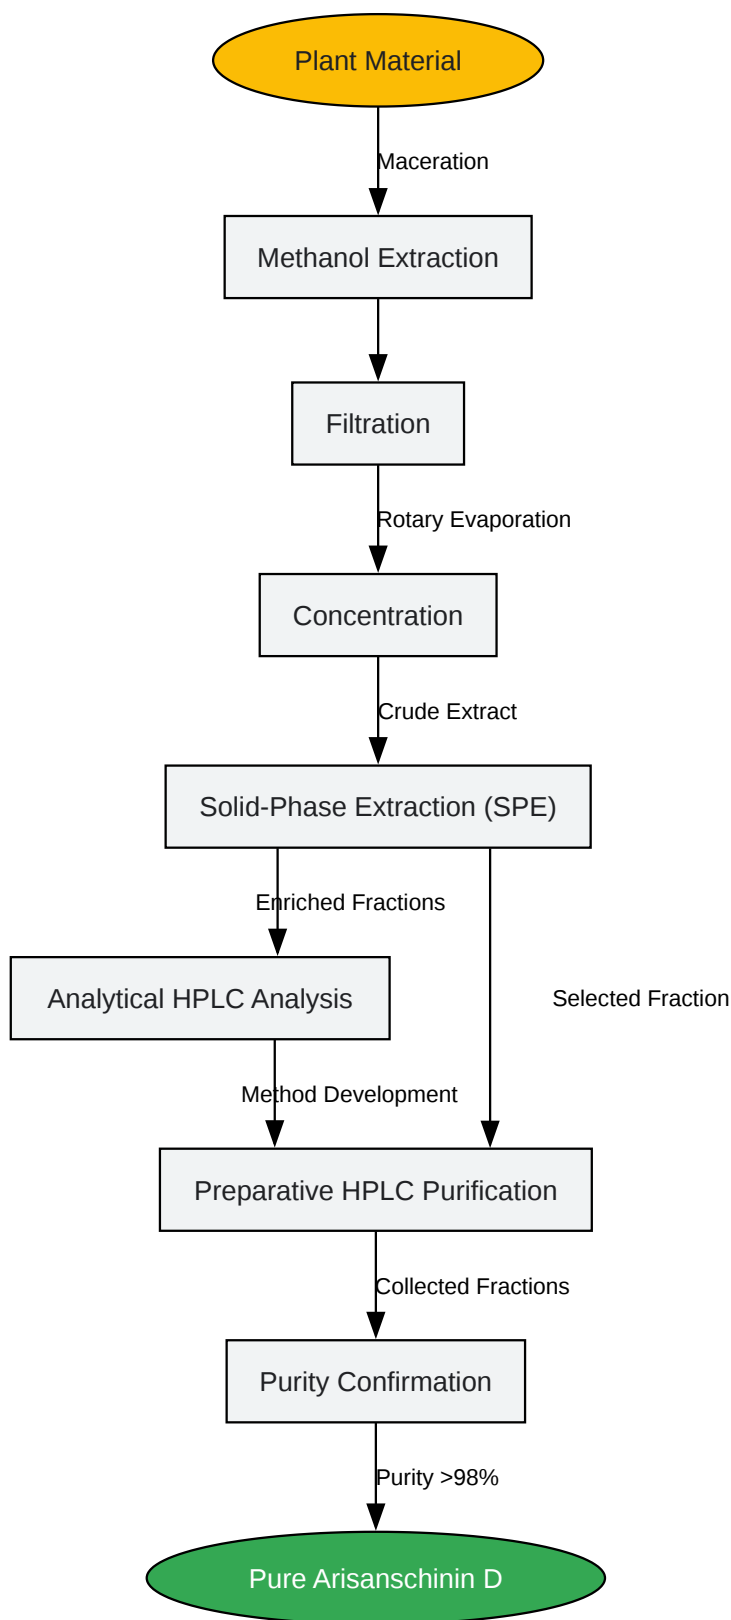 Plant Material
Maceration
Methanol Extraction
Filtration
Rotary Evaporation
Concentration
Crude Extract
Solid-Phase Extraction (SPE)
Enriched Fractions
Analytical HPLC Analysis
Selected Fraction
Method Development
Preparative HPLC Purification
Collected Fractions
Purity Confirmation
Purity >98%
Pure Arisanschinin D